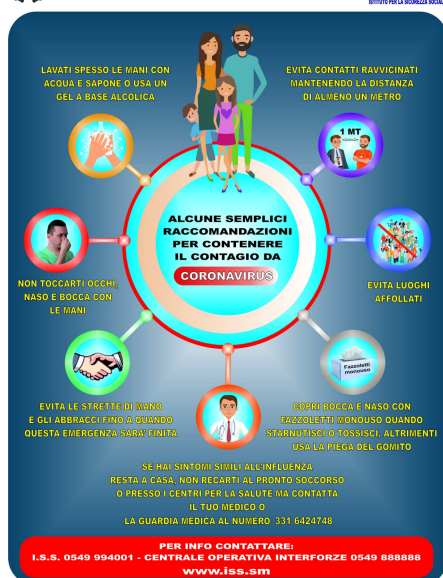 ISTITUTO PER LA SICUREZZA SOCIALE
LAVATI SPESSO LE MANI CON
ACQUA E SAPONE O USA UN
GEL A BASE ALCOLICA
EVITA CONTATTI RAVVICINATI
MANTENENDO LA DISTANZA
DI ALMENO UN METRO
1 MT
ALCUNE SEMPLICI
RACCOMANDAZIONI
PER CONTENERE
IL CONTAGIO DA
CORONAVIRUS
NON TOCCARTI OCCHI,
NASO E BOCCA CON
LE MANI
EVITA LUOGHI
AFFOLLATI
Fazzoletti
monouso
EVITA LE STRETTE DI MANO
E GLI ABBRACCI FINO A QUANDO
QUESTA EMERGENZA SARA' FINITA
COPRI BOCCA E NASO CON
FAZZOLETTI MONOUSO QUANDO
STARNUTISCI O TOSSISCI, ALTRIMENTI
USA LA PIEGA DEL GOMITO
SE HAI SINTOMI SIMILI ALL'INFLUENZA
RESTA A CASA, NON RECARTI AL PRONTO SOCCORSO
O PRESSO I CENTRI PER LA SALUTE MA CONTATTA
IL TUO MEDICO O
LA GUARDIA MEDICA AL NUMERO 331 6424748
PER INFO CONTATTARE:
I.S.S. 0549 994001 - CENTRALE OPERATIVA INTERFORZE 0549 888888
www.iss.sm